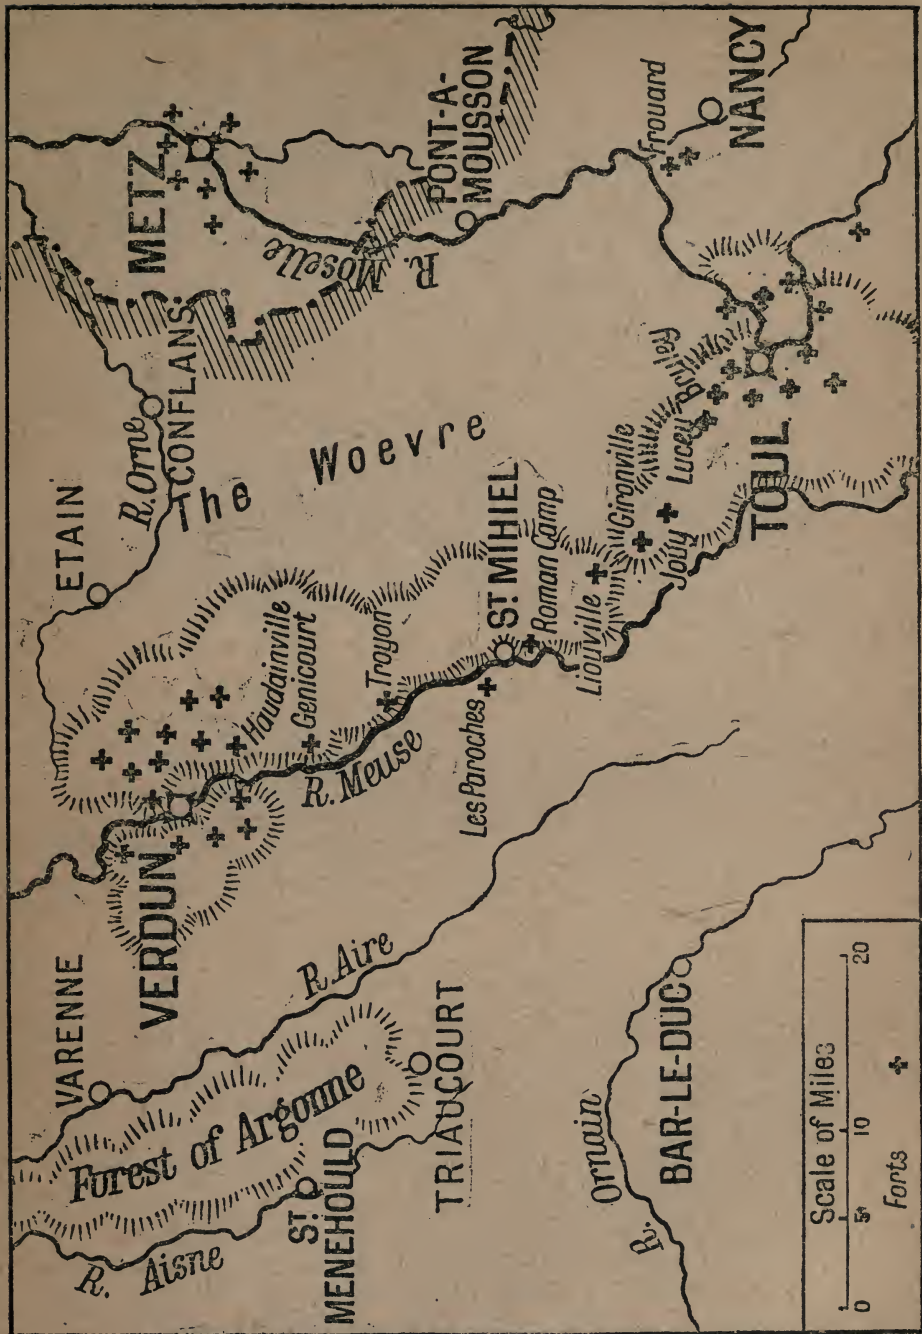 VARENNE
Forest of Argonne
R. Aisne
ST.
MENEHOULD
TRIAUCOURT
R. Aire
VERDUN
ETAIN
R. Orne
CONFLANS.
METZ
R. Moselle
PONT-A-
MOUSSON
Frouard
NANCY
The Woevre
Haudainville
Genicourt
Troyon
R. Meuse
Les Paroches
ST. MIHIEL
Roman Camp
Liouville
Gironville
Jouy
Lucey
Bruley
TOUL
R. Ornain
BAR-LE-DUC
Scale of Miles
0 5 10 20
Forts